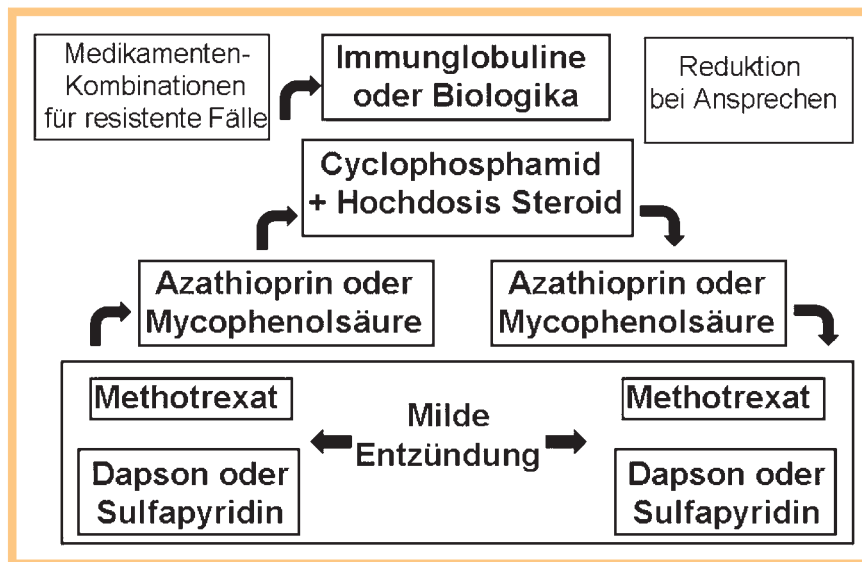 Medikamenten-
Kombinationen
für resistente Fälle
Immunglobuline
oder Biologika
Reduktion
bei Ansprechen
Cyclophosphamid
+ Hochdosis Steroid
Azathioprin oder
Mycophenolsäure
Azathioprin oder
Mycophenolsäure
Methotrexat
Dapson oder
Sulfapyridin
Milde
Entzündung
Methotrexat
Dapson oder
Sulfapyridin